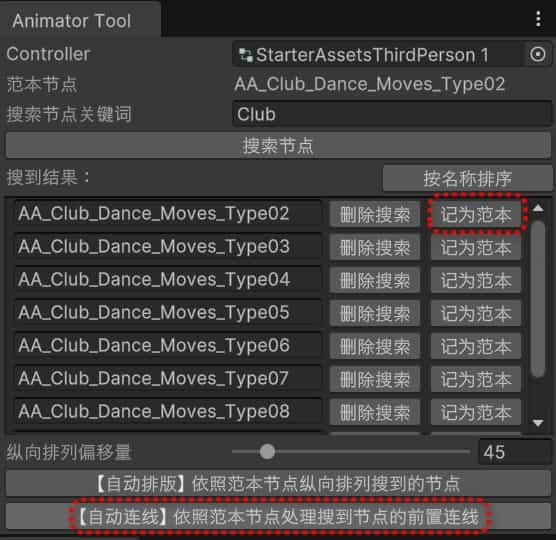 Animator Tool
Controller StarterAssetsThirdPerson 1
范本节点 AA_Club_Dance_Moves_Type02
搜索节点关键词 Club
搜索节点
搜到结果： 按名称排序
AA_Club_Dance_Moves_Type02 删除搜索 记为范本
AA_Club_Dance_Moves_Type03 删除搜索 记为范本
AA_Club_Dance_Moves_Type04 删除搜索 记为范本
AA_Club_Dance_Moves_Type05 删除搜索 记为范本
AA_Club_Dance_Moves_Type06 删除搜索 记为范本
AA_Club_Dance_Moves_Type07 删除搜索 记为范本
AA_Club_Dance_Moves_Type08 删除搜索 记为范本
纵向排列偏移量 45
【自动排版】依照范本节点纵向排列搜到的节点
【自动连线】依照范本节点处理搜到节点的前置连线